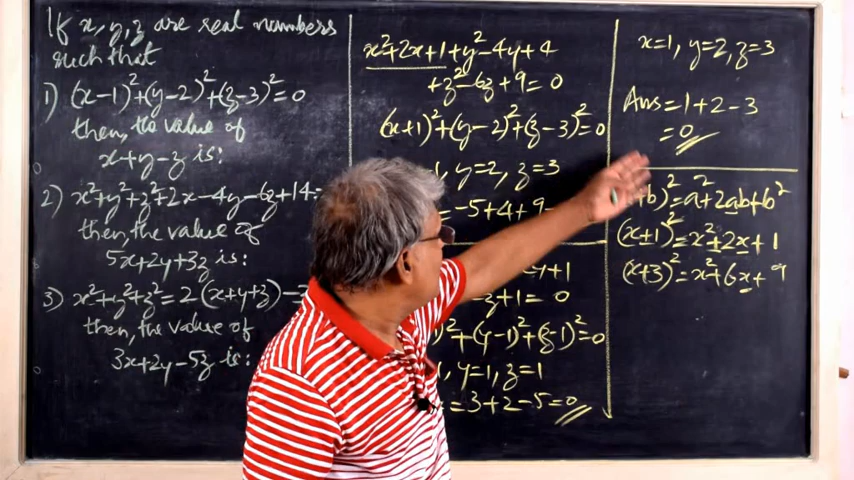 If x, y, z are real numbers
such that
1) (x-1)²+(y-2)²+(z-3)²=0
then, the value of
x+y-z is:
2) x²+y²+z²+2x-4y-6z+14=
then, the value of
5x+2y+3z is:
3) x²+y²+z²=2(x+y+z)-3
then, the value of
3x+2y-5z is:
x²+2x+1+y²-4y+4
+z²-6z+9=0
(x+1)²+(y-2)²+(z-3)²=0
1, y=2, z=3
=-5+4+9
y+1
z+1=0
)²+(y-1)²+(z-1)²=0
1, y=1, z=1
=3+2-5=0
x=1, y=2, z=3
Ans=1+2-3
=0
+b)²=a²+2ab+b²
(x+1)²=x²+2x+1
(x+3)²=x²+6x+9